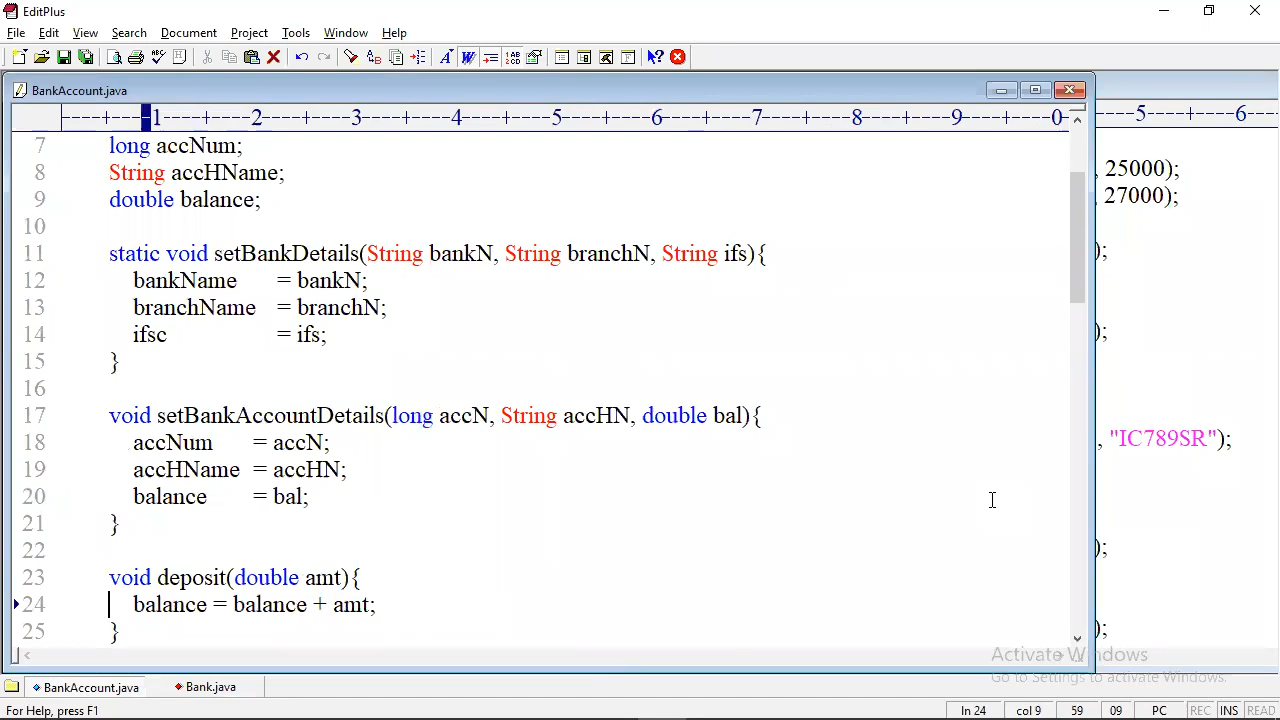 EditPlus
File Edit View Search Document Project Tools Window Help
BankAccount.java
----+----1----+----2----+----3----+----4----+----5----+----6----+----7----+----8----+----9----+----0-
----5----+----6---
7 long accNum;
8 String accHName;
, 25000);
9 double balance;
, 27000);
10
11 static void setBankDetails(String bankN, String branchN, String ifs){
);
12 bankName = bankN;
13 branchName = branchN;
14 ifsc = ifs;
);
15 }
16
17 void setBankAccountDetails(long accN, String accHN, double bal){
18 accNum = accN;
, "IC789SR");
19 accHName = accHN;
20 balance = bal;
21 }
22
);
23 void deposit(double amt){
24 balance = balance + amt;
25 }
);
Activate Windows
Go to Settings to activate Windows.
BankAccount.java Bank.java
For Help, press F1 ln 24 col 9 59 09 PC REC INS READ